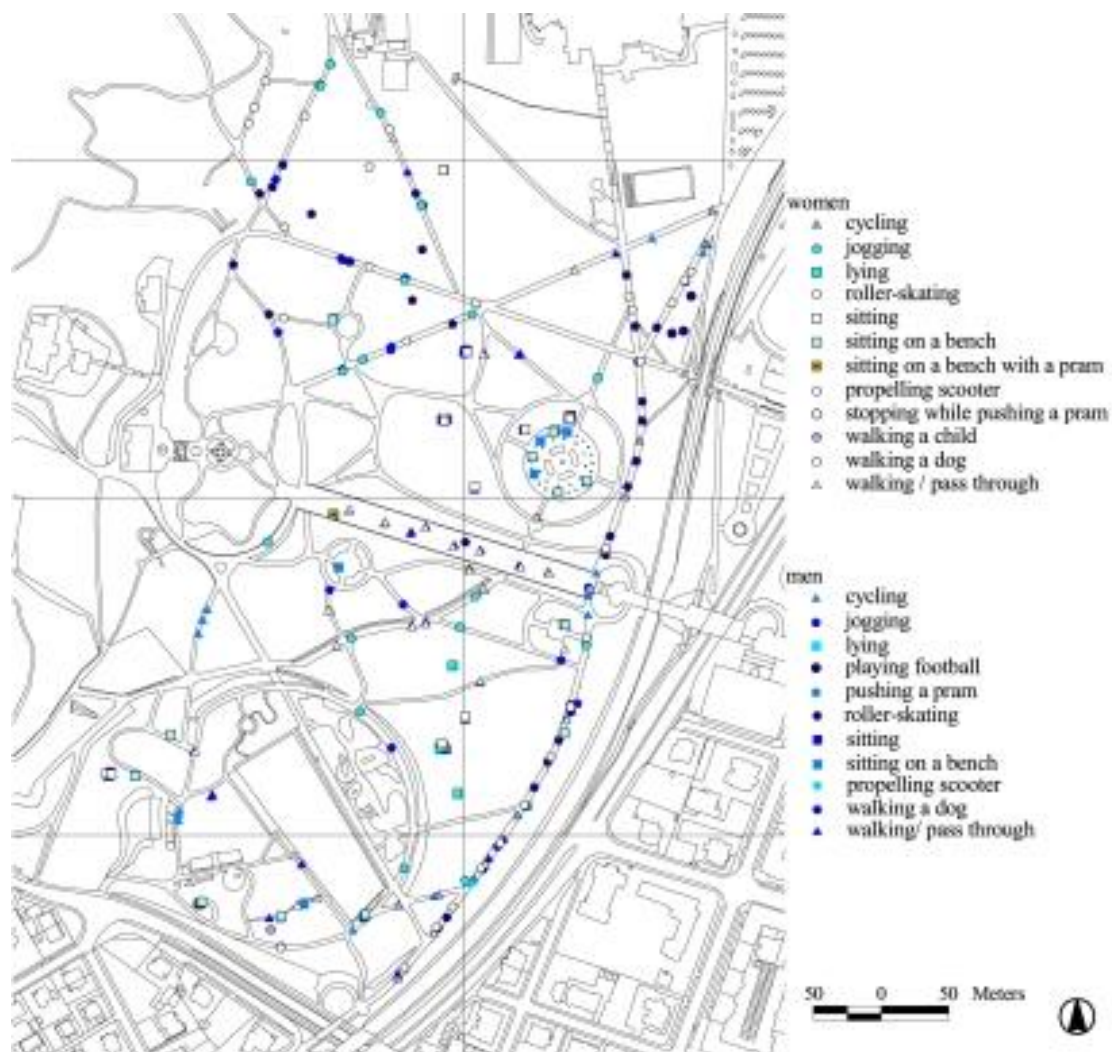 women
cycling
jogging
lying
roller-skating
sitting
sitting on a bench
sitting on a bench with a pram
propelling scooter
stopping while pushing a pram
walking a child
walking a dog
walking / pass through
men
cycling
jogging
lying
playing football
pushing a pram
roller-skating
sitting
sitting on a bench
propelling scooter
walking a dog
walking/ pass through
50 0 50 Meters